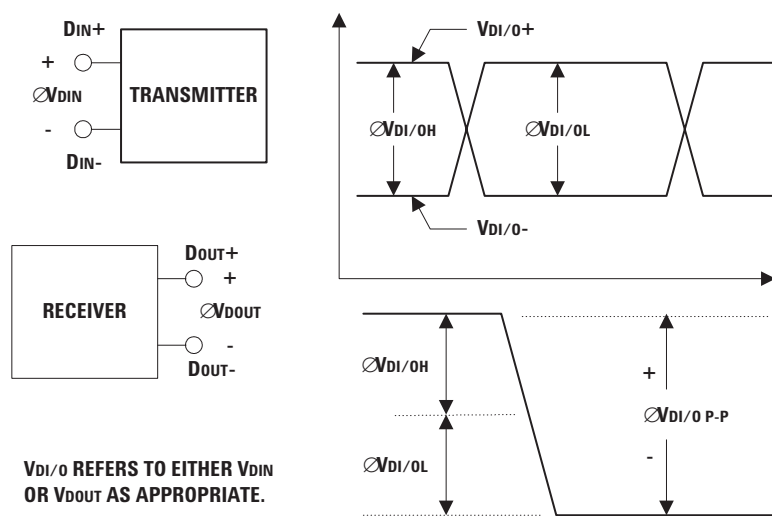 DIN+
+
∅VDIN
-
DIN-
TRANSMITTER
VDI/O+
∅VDI/OH
∅VDI/OL
VDI/O-
DOUT+
+
∅VDOUT
-
DOUT-
RECEIVER
∅VDI/OH
∅VDI/OL
+
∅VDI/O P-P
-
VDI/O REFERS TO EITHER VDIN
OR VDOUT AS APPROPRIATE.